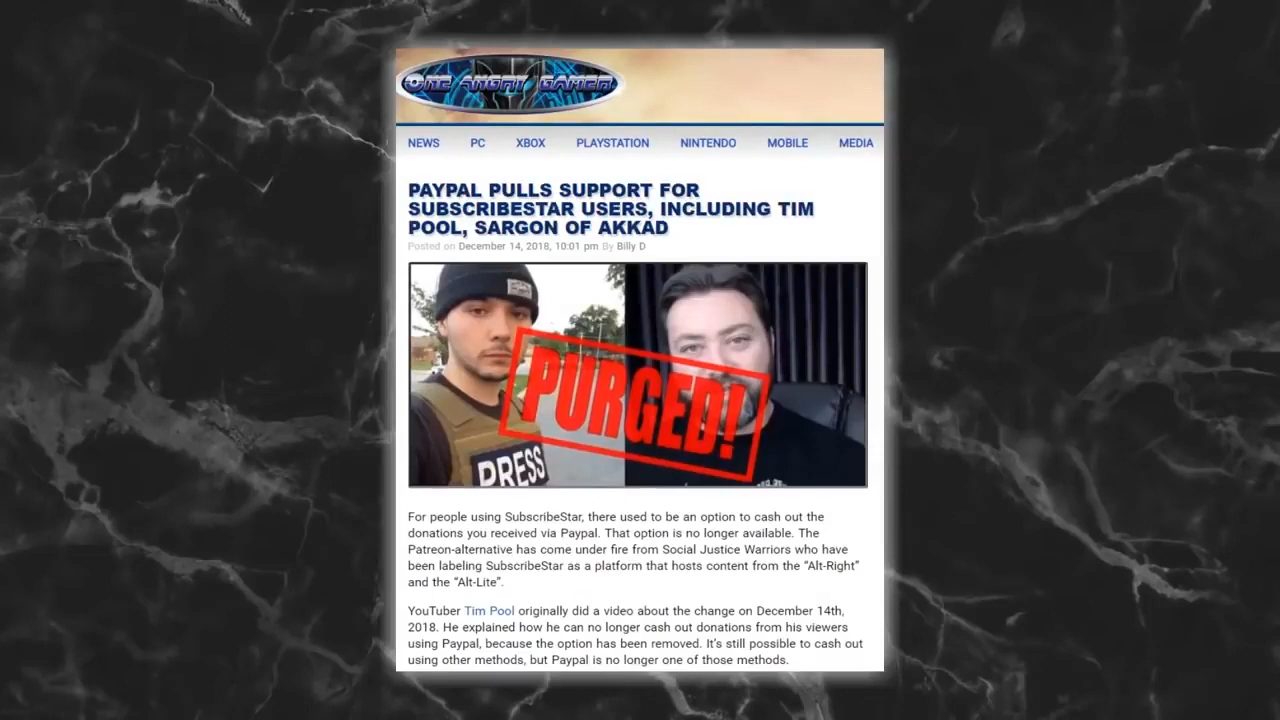 ONE ANGRY GAMER
NEWS PC XBOX PLAYSTATION NINTENDO MOBILE MEDIA
PAYPAL PULLS SUPPORT FOR
SUBSCRIBESTAR USERS, INCLUDING TIM
POOL, SARGON OF AKKAD
Posted on December 14, 2018, 10:01 pm By Billy D
PURGED!
PRESS
For people using SubscribeStar, there used to be an option to cash out the
donations you received via Paypal. That option is no longer available. The
Patreon-alternative has come under fire from Social Justice Warriors who have
been labeling SubscribeStar as a platform that hosts content from the “Alt-Right”
and the “Alt-Lite”.
YouTuber Tim Pool originally did a video about the change on December 14th,
2018. He explained how he can no longer cash out donations from his viewers
using Paypal, because the option has been removed. It’s still possible to cash out
using other methods, but Paypal is no longer one of those methods.